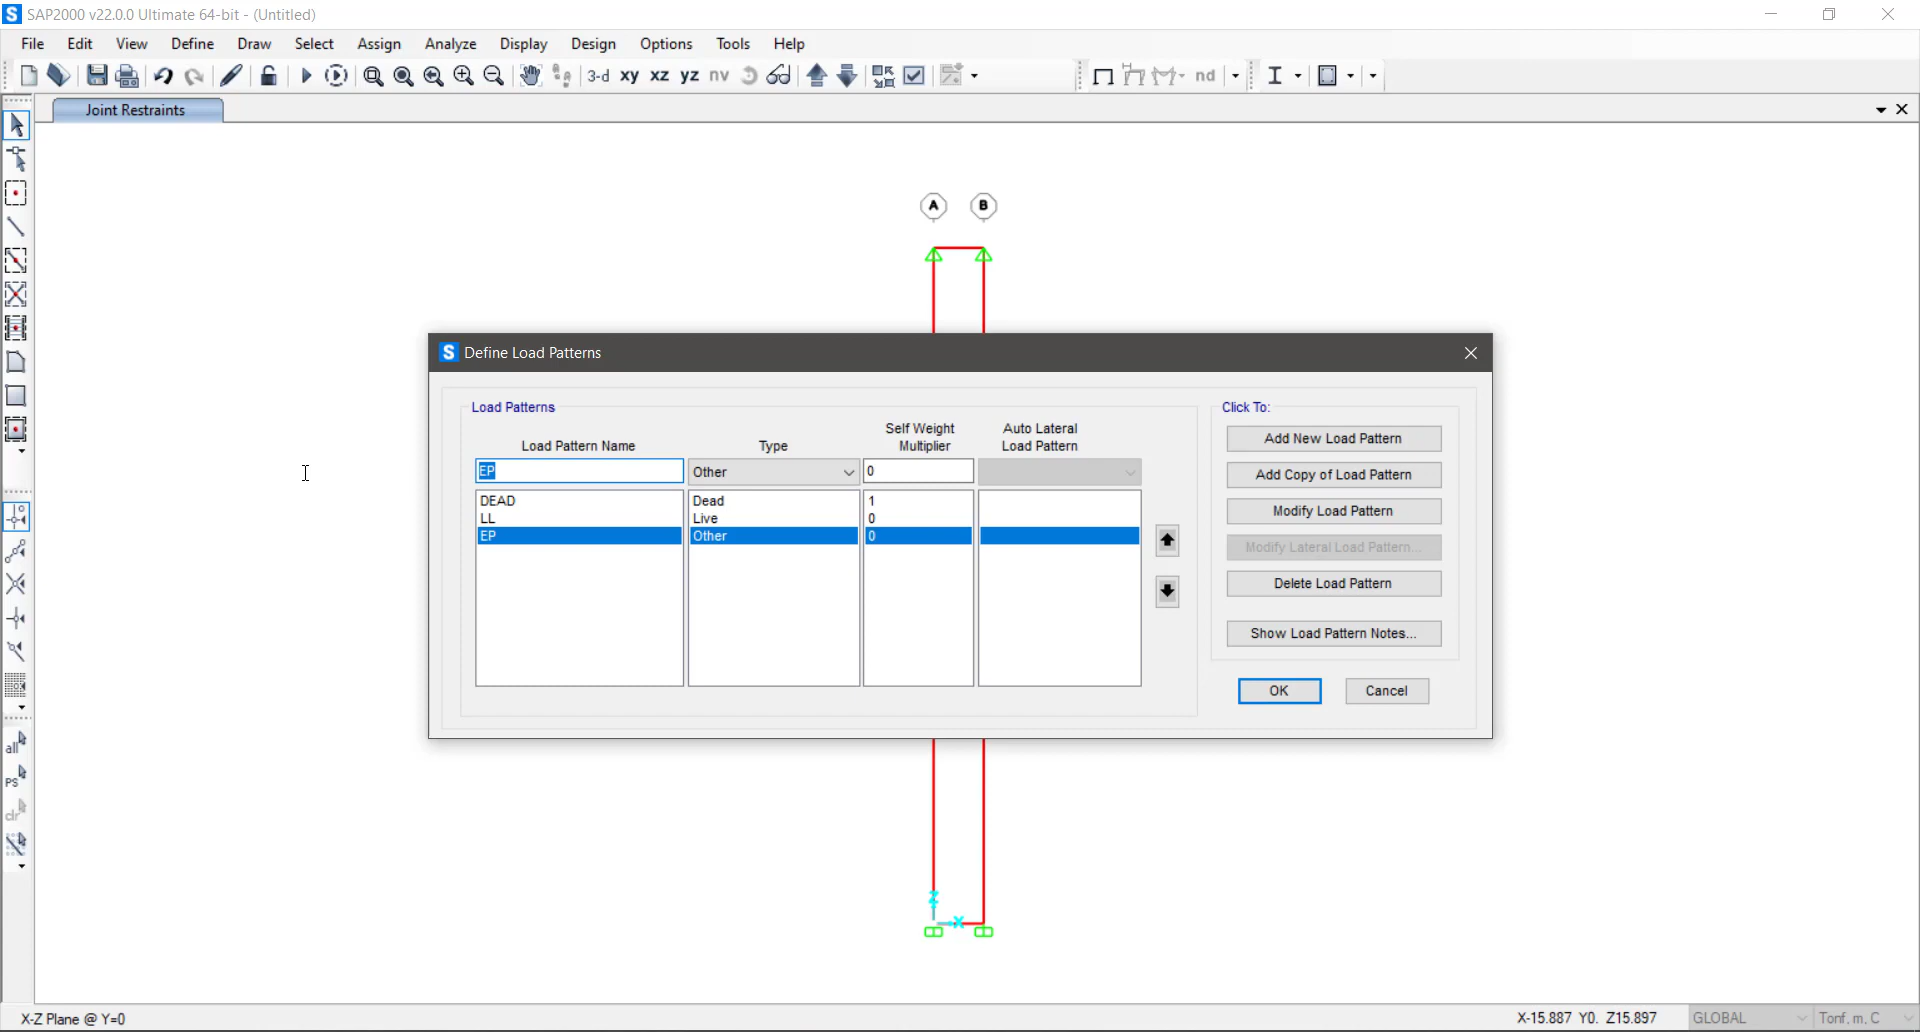 SAP2000 v22.0.0 Ultimate 64-bit - (Untitled)
File Edit View Define Draw Select Assign Analyze Display Design Options Tools Help
3-d xy xz yz nv nd
Joint Restraints
A B
S Define Load Patterns
Load Patterns
Click To:
Load Pattern Name Type Self Weight Multiplier Auto Lateral Load Pattern
EP Other 0
DEAD Dead 1
LL Live 0
EP Other 0
Add New Load Pattern
Add Copy of Load Pattern
Modify Load Pattern
Modify Lateral Load Pattern...
Delete Load Pattern
Show Load Pattern Notes...
OK Cancel
all
PS
clr
Z
X
X-Z Plane @ Y=0
X-15.887 Y0. Z15.897
GLOBAL
Tonf, m, C